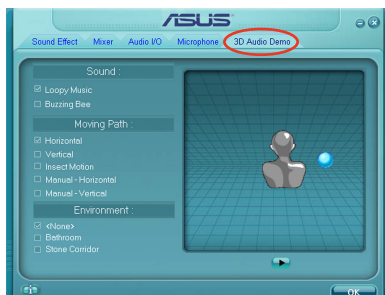 ASUS
Sound Effect Mixer Audio I/O Microphone 3D Audio Demo
Sound :
Loopy Music
Buzzing Bee
Moving Path :
Horizontal
Vertical
Insect Motion
Manual - Horizontal
Manual - Vertical
Environment :
<None>
Bathroom
Stone Corridor
OK